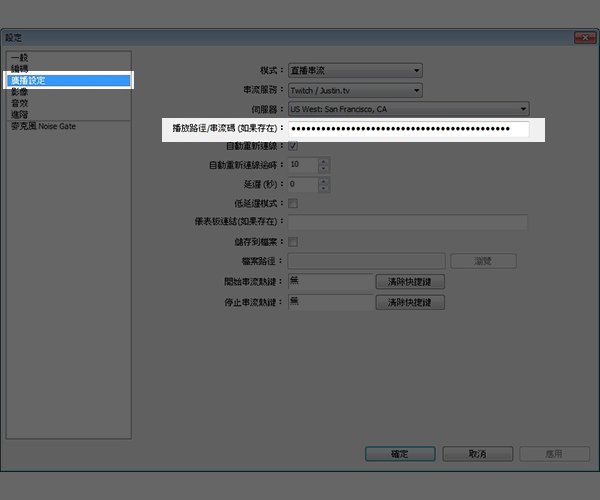 設定
一般
編碼
廣播設定
影像
音效
進階
麥克風 Noise Gate
模式：
直播串流
串流服務：
Twitch / Justin.tv
伺服器：
US West: San Francisco, CA
播放路徑/串流碼 (如果存在)：
●●●●●●●●●●●●●●●●●●●●●●●●●●●●●●●●●●●●●●●●●●●●
自動重新連線：
自動重新連線逾時：
10
延遲 (秒)：
0
低延遲模式：
儀表板連結(如果存在)：
儲存到檔案：
檔案路徑：
瀏覽
開始串流熱鍵：
無
清除快捷鍵
停止串流熱鍵：
無
清除快捷鍵
確定
取消
應用